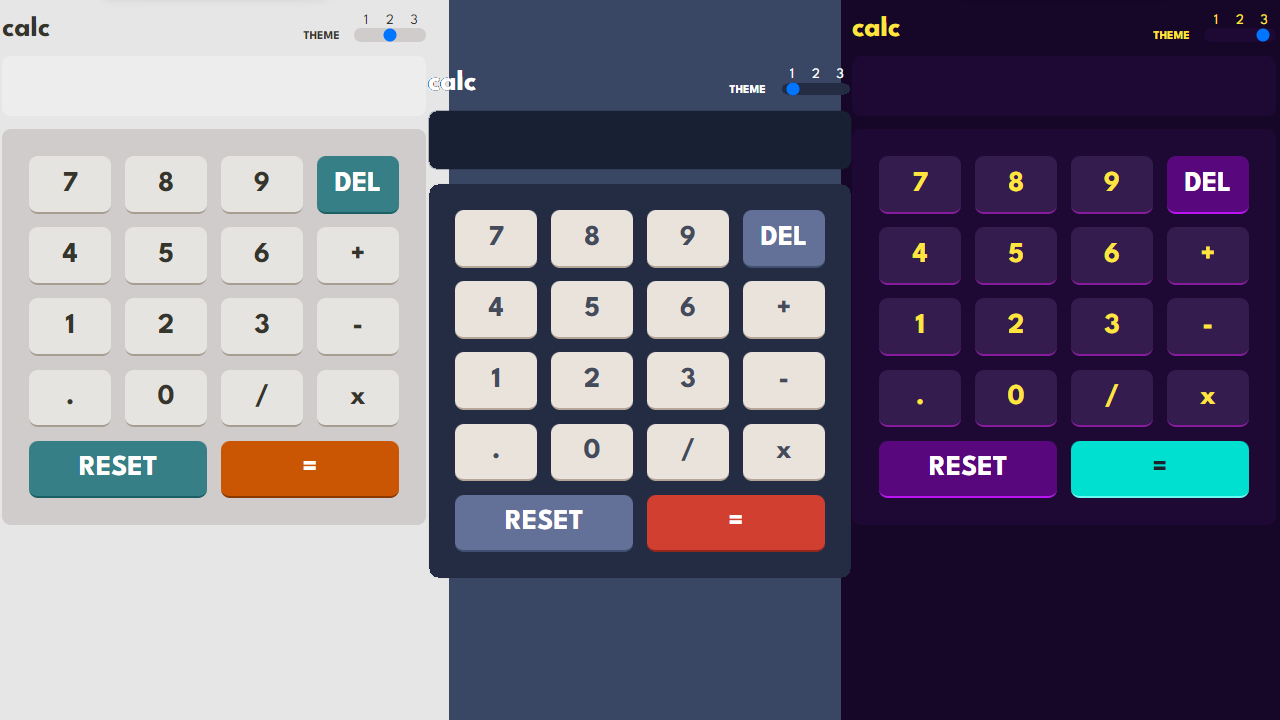 calc
1 2 3
THEME
7 8 9 DEL
4 5 6 +
1 2 3 -
. 0 / x
RESET =
calc
1 2 3
THEME
7 8 9 DEL
4 5 6 +
1 2 3 -
. 0 / x
RESET =
calc
1 2 3
THEME
7 8 9 DEL
4 5 6 +
1 2 3 -
. 0 / x
RESET =